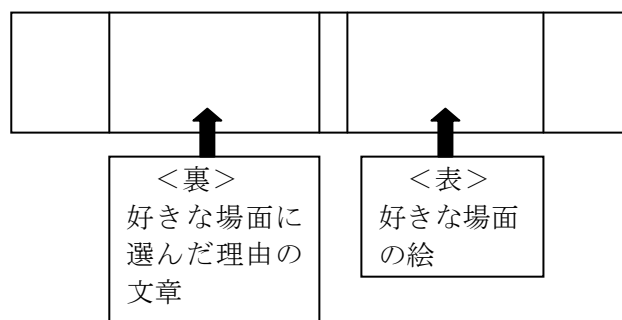 ＜裏＞
好きな場面に
選んだ理由の
文章
＜表＞
好きな場面
の絵